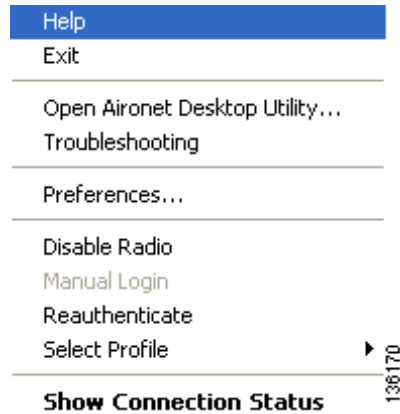 Help
Exit
Open Aironet Desktop Utility...
Troubleshooting
Preferences...
Disable Radio
Manual Login
Reauthenticate
Select Profile
Show Connection Status
136170